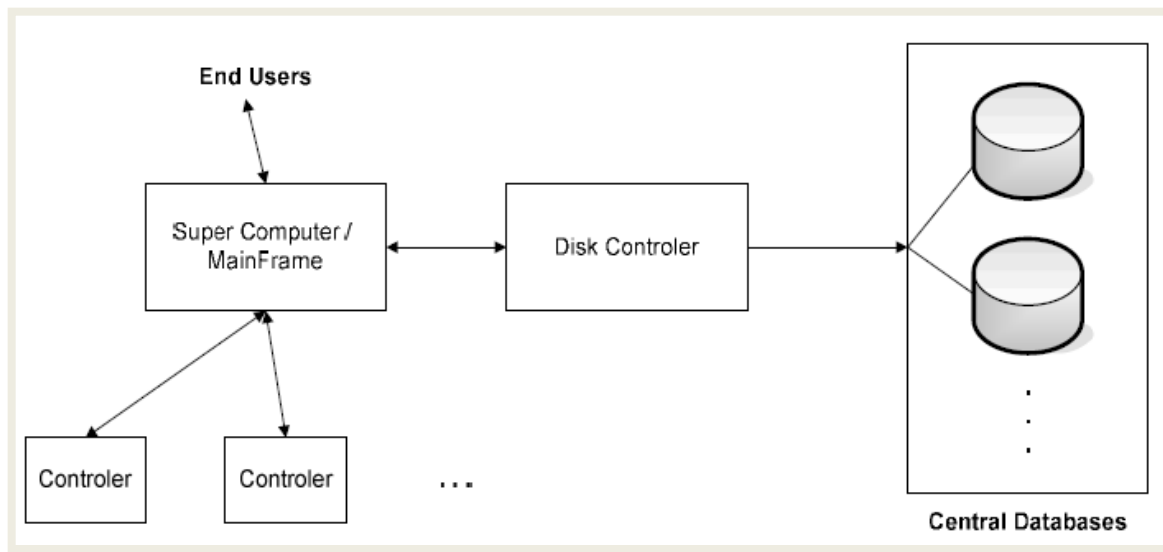 End Users
Super Computer /
MainFrame
Disk Controler
Controler
Controler
...
Central Databases